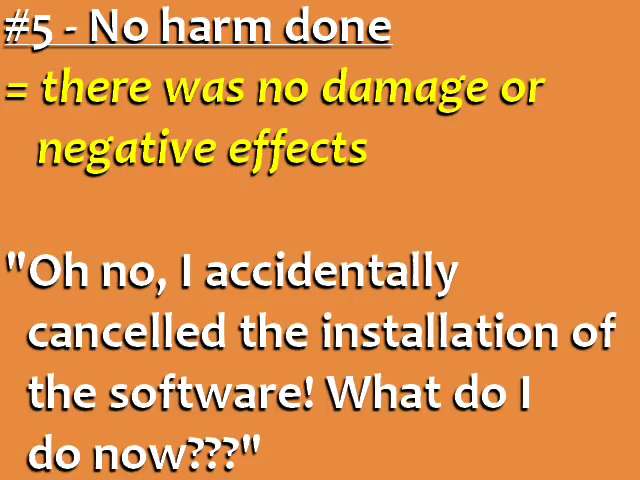 #5 - No harm done
= there was no damage or
negative effects
"Oh no, I accidentally
cancelled the installation of
the software! What do I
do now???"